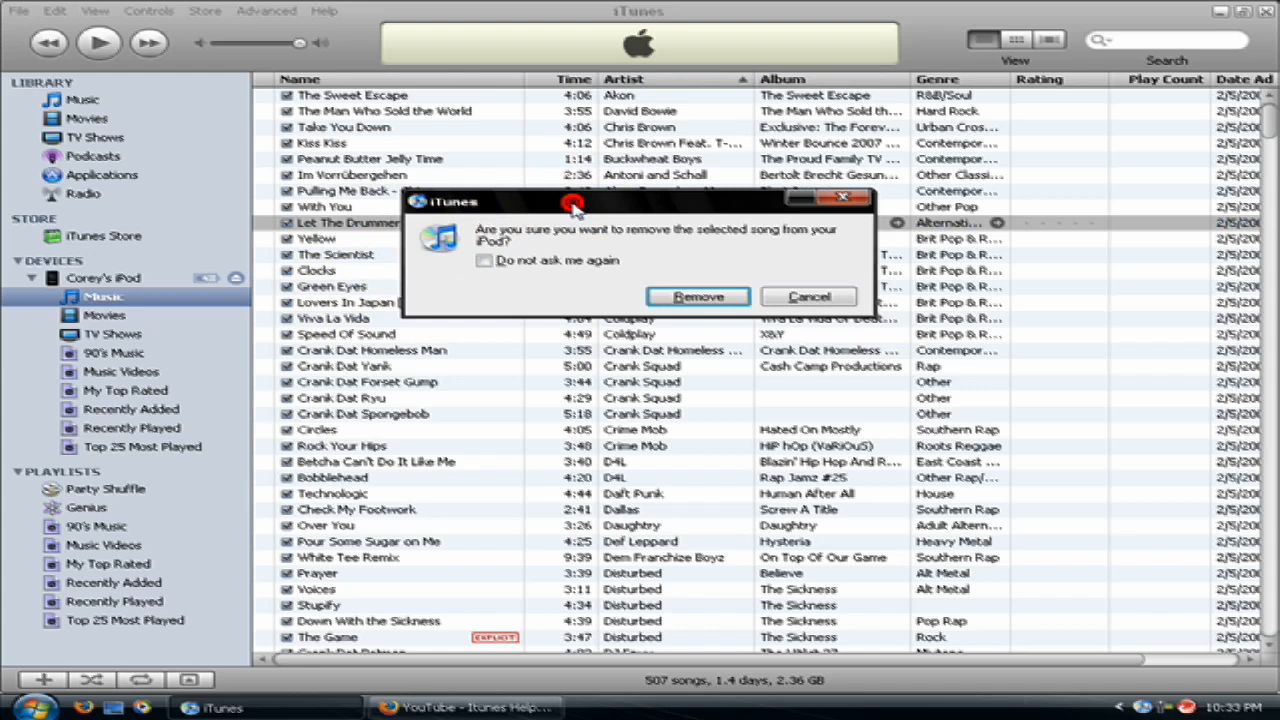 File Edit View Controls Store Advanced Help
iTunes
View
Search
LIBRARY
Music
Movies
TV Shows
Podcasts
Applications
Radio
STORE
iTunes Store
DEVICES
Corey's iPod
Music
Movies
TV Shows
90's Music
Music Videos
My Top Rated
Recently Added
Recently Played
Top 25 Most Played
PLAYLISTS
Party Shuffle
Genius
90's Music
Music Videos
My Top Rated
Recently Added
Recently Played
Top 25 Most Played
Name Time Artist Album Genre Rating Play Count Date Ad
The Sweet Escape 4:06 Akon The Sweet Escape R&B/Soul
The Man Who Sold the World 3:55 David Bowie The Man Who Sold th... Hard Rock
Take You Down 4:06 Chris Brown Exclusive: The Forev... Urban Cros...
Kiss Kiss 4:12 Chris Brown Feat. T-... Winter Bounce 2007 ... Contempor...
Peanut Butter Jelly Time 1:14 Buckwheat Boys The Proud Family TV ... Contempor...
Im Vorrübergehen 2:36 Antoni and Schall Bertolt Brecht Gesun... Other Classi...
Pulling Me Back - Contempor...
With You Other Pop
Let The Drummer Alternati...
Yellow Brit Pop & R...
The Scientist Brit Pop & R...
Clocks Brit Pop & R...
Green Eyes Brit Pop & R...
Lovers In Japan [ Brit Pop & R...
Viva La Vida Coldplay Viva La Vida or Deat... Brit Pop & R...
Speed Of Sound 4:49 Coldplay X&Y Brit Pop & R...
Crank Dat Homeless Man 3:55 Crank Dat Homeless ... Crank Dat Homeless ... Contempor...
Crank Dat Yank 5:00 Crank Squad Cash Camp Productions Rap
Crank Dat Forset Gump 3:44 Crank Squad Other
Crank Dat Ryu 4:29 Crank Squad Other
Crank Dat Spongebob 5:18 Crank Squad Other
Circles 4:05 Crime Mob Hated On Mostly Southern Rap
Rock Your Hips 3:48 Crime Mob HiP hOp (VaRiOuS) Roots Reggae
Betcha Can't Do It Like Me 3:40 D4L Blazin' Hip Hop And R... East Coast ...
Bobblehead 4:20 D4L Rap Jamz #25 Other Rap/...
Technologic 4:44 Daft Punk Human After All House
Check My Footwork 2:41 Dallas Screw A Title Southern Rap
Over You 3:26 Daughtry Daughtry Adult Altern...
Pour Some Sugar on Me 4:25 Def Leppard Hysteria Heavy Metal
White Tee Remix 9:39 Dem Franchize Boyz On Top Of Our Game Southern Rap
Prayer 3:39 Disturbed Believe Alt Metal
Voices 3:11 Disturbed The Sickness Alt Metal
Stupify 4:34 Disturbed The Sickness
Down With the Sickness 4:39 Disturbed The Sickness Pop Rap
The Game EXPLICIT 3:47 Disturbed The Sickness Rock
iTunes
Are you sure you want to remove the selected song from your
iPod?
Do not ask me again
Remove Cancel
507 songs, 1.4 days, 2.36 GB
iTunes
YouTube - Itunes Help...
10:33 PM